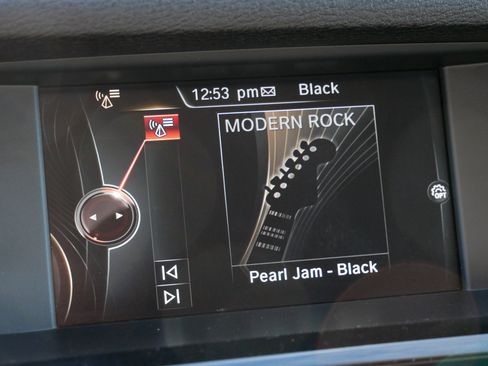 12:53 pm Black
MODERN ROCK
OPT
Pearl Jam - Black